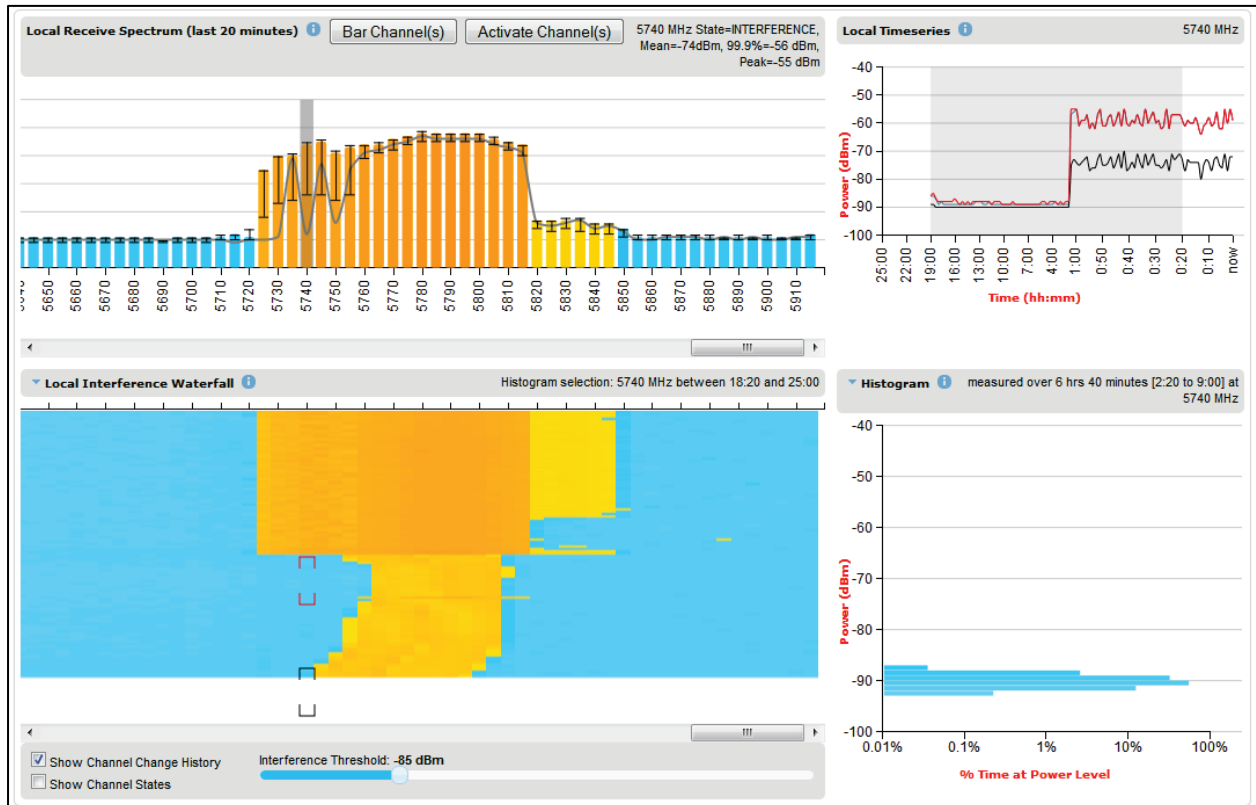 Local Receive Spectrum (last 20 minutes)
Bar Channel(s)
Activate Channel(s)
5740 MHz State=INTERFERENCE,
Mean=-74dBm, 99.9%=-56 dBm,
Peak=-55 dBm
5650
5660
5670
5680
5690
5700
5710
5720
5730
5740
5750
5760
5770
5780
5790
5800
5810
5820
5830
5840
5850
5860
5870
5880
5890
5900
5910
Local Timeseries
5740 MHz
-40
-50
-60
-70
-80
-90
-100
Power (dBm)
25:00
22:00
19:00
16:00
13:00
10:00
7:00
4:00
1:00
0:50
0:40
0:30
0:20
0:10
now
Time (hh:mm)
Local Interference Waterfall
Histogram selection: 5740 MHz between 18:20 and 25:00
Show Channel Change History
Show Channel States
Interference Threshold: -85 dBm
Histogram
measured over 6 hrs 40 minutes [2:20 to 9:00] at
5740 MHz
-40
-50
-60
-70
-80
-90
-100
Power (dBm)
0.01%
0.1%
1%
10%
100%
% Time at Power Level